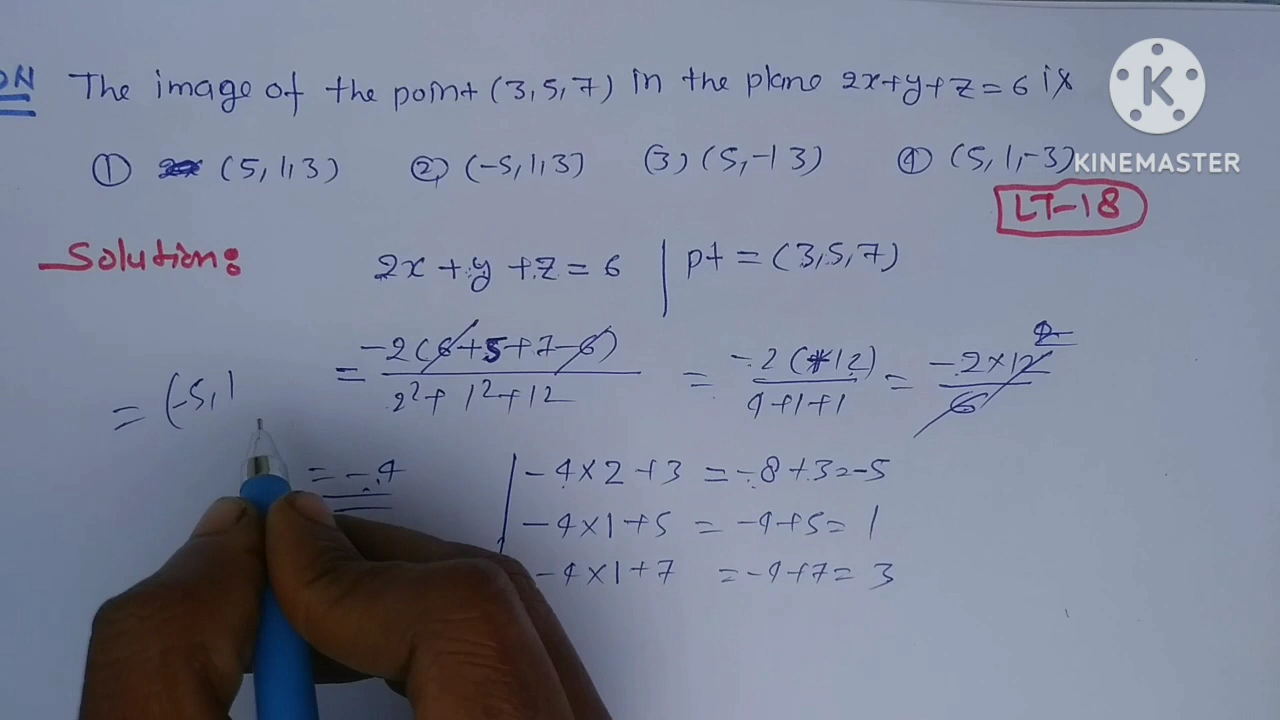 ON The image of the point (3,5,7) in the plane 2x+y+z=6 is
① (5,1,3) ② (-5,1,3) (3) (5,-1 3) ④ (5,1,-3)
K
KINEMASTER
LT-18
Solution: 2x+y+z=6 | pt = (3,5,7)
= -2(6+5+7-6) / 2²+1²+12 = -2(12) / 4+1+1 = -2×12 / 6 2
= (-5,1
= -4
-4×2+3 = -8+3=-5
-4×1+5 = -4+5= 1
-4×1+7 = -4+7= 3